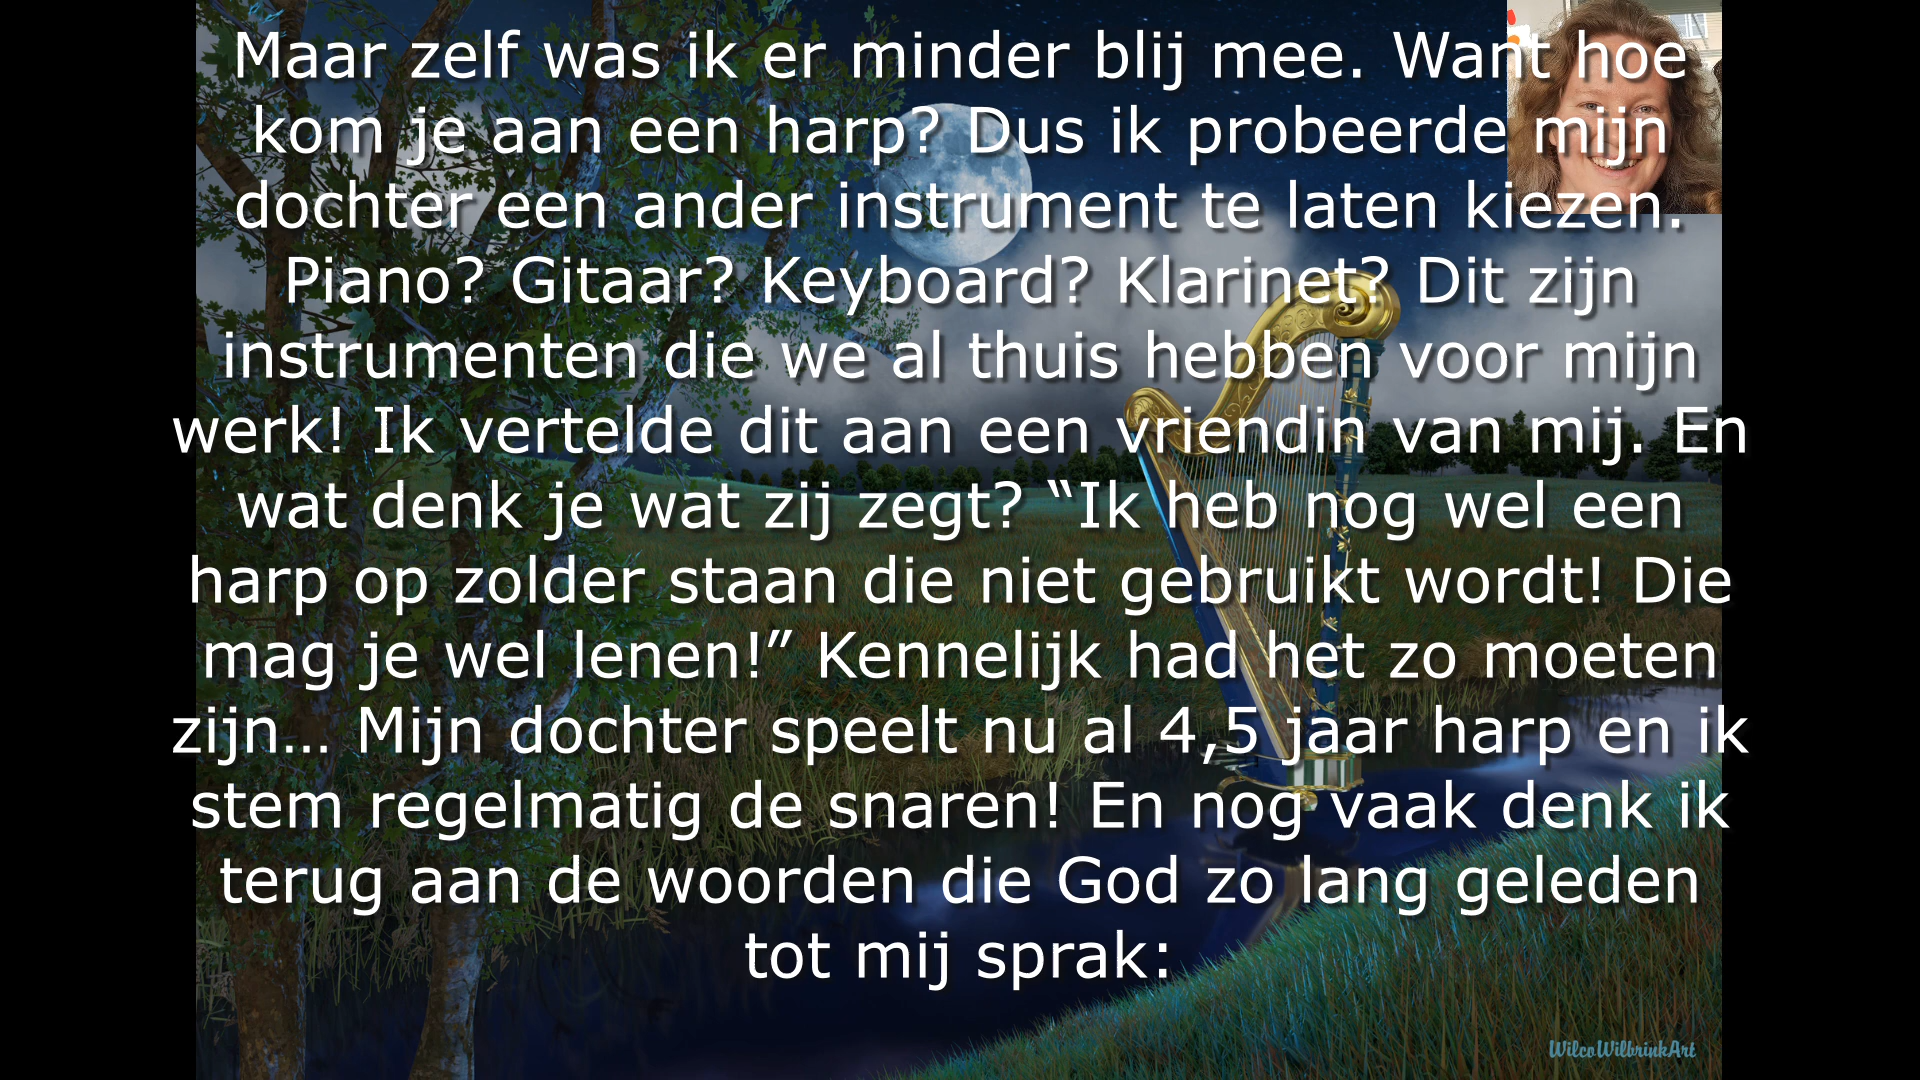 Maar zelf was ik er minder blij mee. Want hoe
kom je aan een harp? Dus ik probeerde mijn
dochter een ander instrument te laten kiezen.
Piano? Gitaar? Keyboard? Klarinet? Dit zijn
instrumenten die we al thuis hebben voor mijn
werk! Ik vertelde dit aan een vriendin van mij. En
wat denk je wat zij zegt? “Ik heb nog wel een
harp op zolder staan die niet gebruikt wordt! Die
mag je wel lenen!” Kennelijk had het zo moeten
zijn… Mijn dochter speelt nu al 4,5 jaar harp en ik
stem regelmatig de snaren! En nog vaak denk ik
terug aan de woorden die God zo lang geleden
tot mij sprak:
WilcoWilbrinkArt